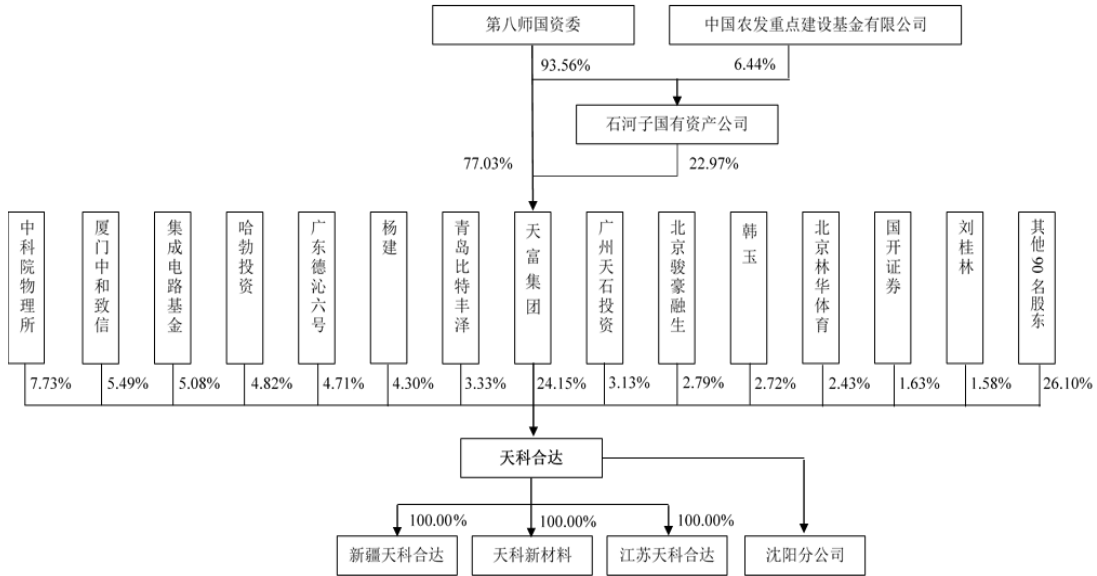 第八师国资委
中国农发重点建设基金有限公司
93.56%
6.44%
石河子国有资产公司
77.03%
22.97%
中科院物理所
厦门中和致信
集成电路基金
哈勃投资
广东德沁六号
杨建
青岛比特丰泽
天富集团
广州天石投资
北京骏豪融生
韩玉
北京林华体育
国开证券
刘桂林
其他90名股东
7.73%
5.49%
5.08%
4.82%
4.71%
4.30%
3.33%
24.15%
3.13%
2.79%
2.72%
2.43%
1.63%
1.58%
26.10%
天科合达
100.00%
100.00%
100.00%
新疆天科合达
天科新材料
江苏天科合达
沈阳分公司